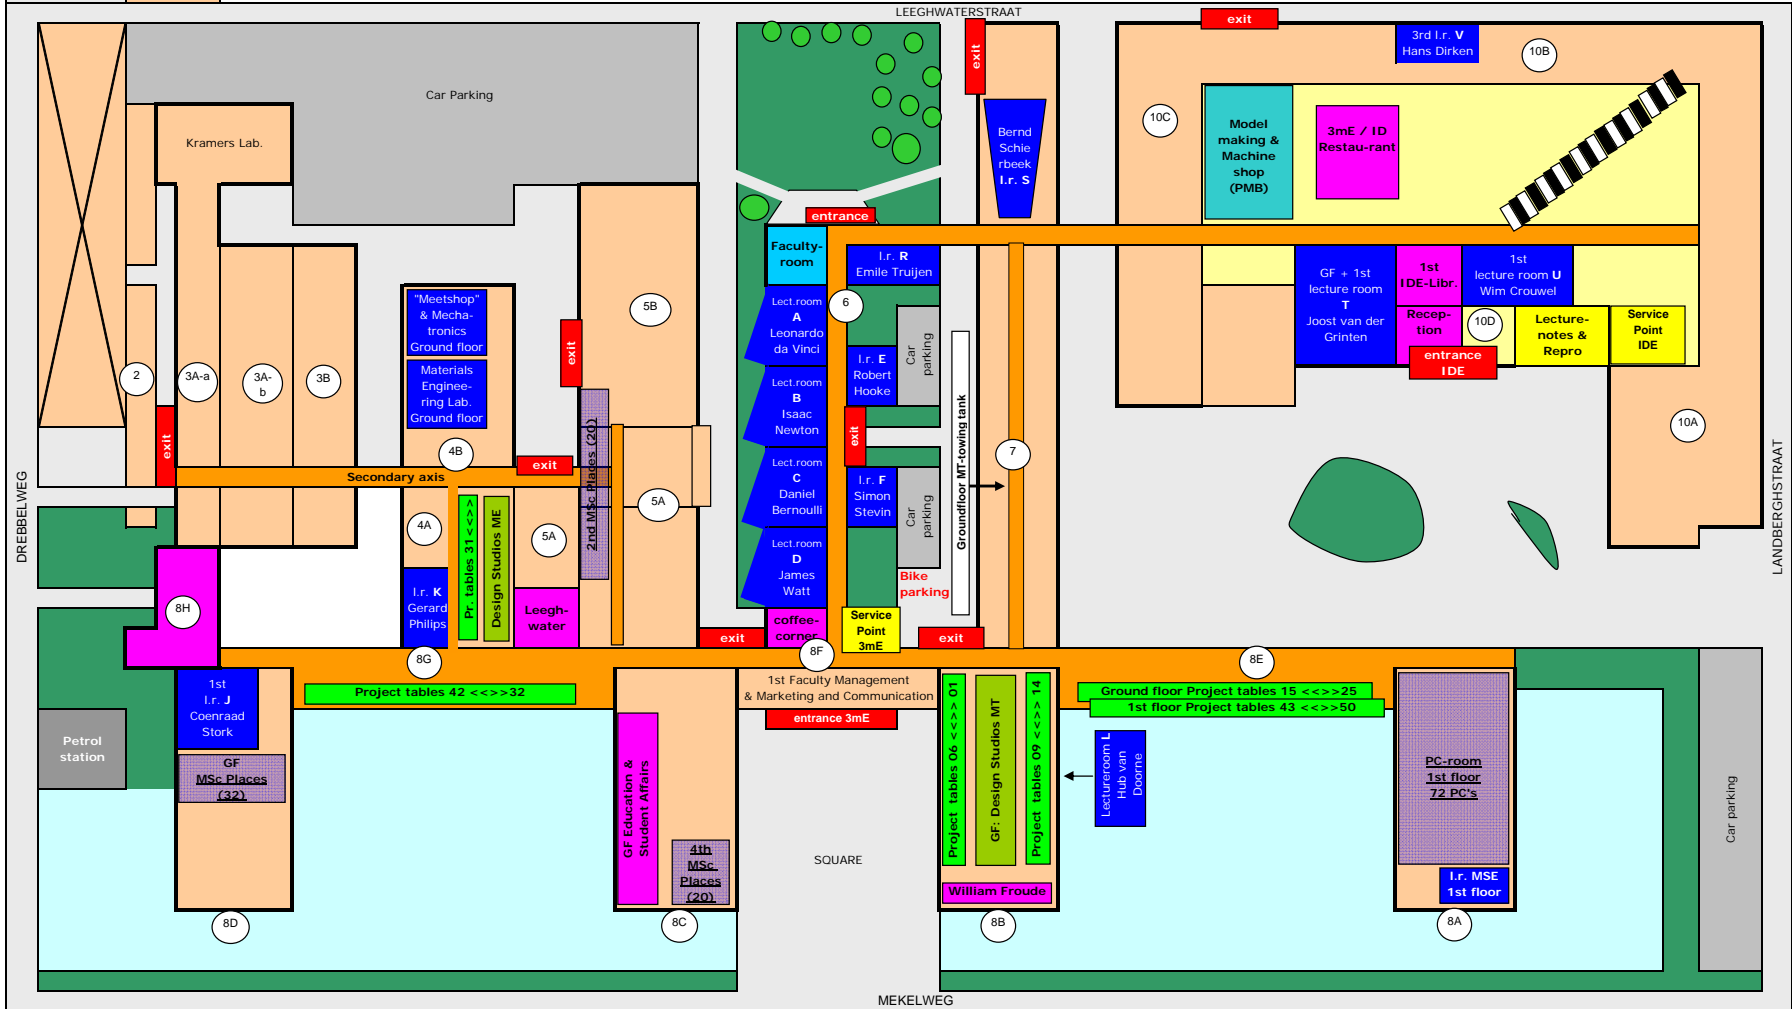 LEEGHWATERSTRAAT
exit
3rd l.r. V
Hans Dirken
10B
exit
Car Parking
Kramers Lab.
Bernd
Schie
rbeek
l.r. S
10C
Model
making &
Machine
shop
(PMB)
3mE / ID
Restau-rant
entrance
Faculty-
room
l.r. R
Emile Truijen
GF + 1st
lecture room
T
Joost van der
Grinten
1st
IDE-Libr.
1st
lecture room U
Wim Crouwel
Recep-
tion
10D
Lecture-
notes &
Repro
Service
Point
IDE
entrance
IDE
"Meetshop"
& Mecha-
tronics
Ground floor
Materials
Enginee-
ring Lab.
Ground floor
5B
exit
6
Lect.room
A
Leonardo
da Vinci
Lect.room
B
Isaac
Newton
Lect.room
C
Daniel
Bernoulli
Lect.room
D
James
Watt
l.r. E
Robert
Hooke
exit
l.r. F
Simon
Stevin
Car
parking
Car
parking
Groundfloor MT-towing tank
7
10A
2
3A-a
3A-
b
3B
exit
4B
exit
Secondary axis
2nd MSc Places (20)
4A
5A
5A
Pr. tables 31 <<>>
Design Studios ME
l.r. K
Gerard
Philips
Leegh-
water
Bike
parking
coffee-
corner
Service
Point
3mE
exit
exit
DREBBELWEG
LANDBERGHSTRAAT
8H
8G
8F
8E
1st
l.r. J
Coenraad
Stork
Project tables 42 <<>>32
1st Faculty Management
& Marketing and Communication
entrance 3mE
Ground floor Project tables 15 <<>>25
1st floor Project tables 43 <<>>50
Petrol
station
GF
MSc Places
(32)
GF Education &
Student Affairs
4th
MSc
Places
(20)
SQUARE
Project  tables 06 <<>> 01
GF: Design Studios MT
Project  tables 09 <<>> 14
William Froude
Lectureroom L
Hub van
Doorne
PC-room
1st floor
72 PC's
l.r. MSE
1st floor
Car parking
8D
8C
8B
8A
MEKELWEG